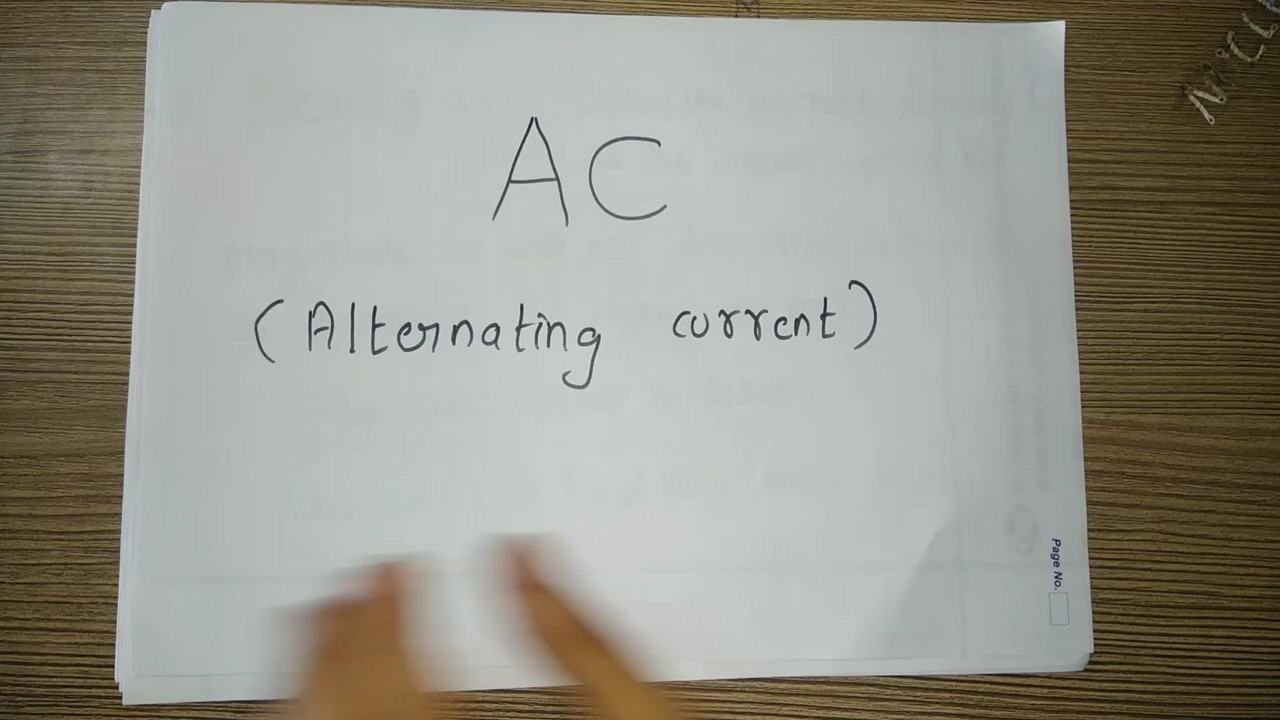 AC
(Alternating current)
Page No.